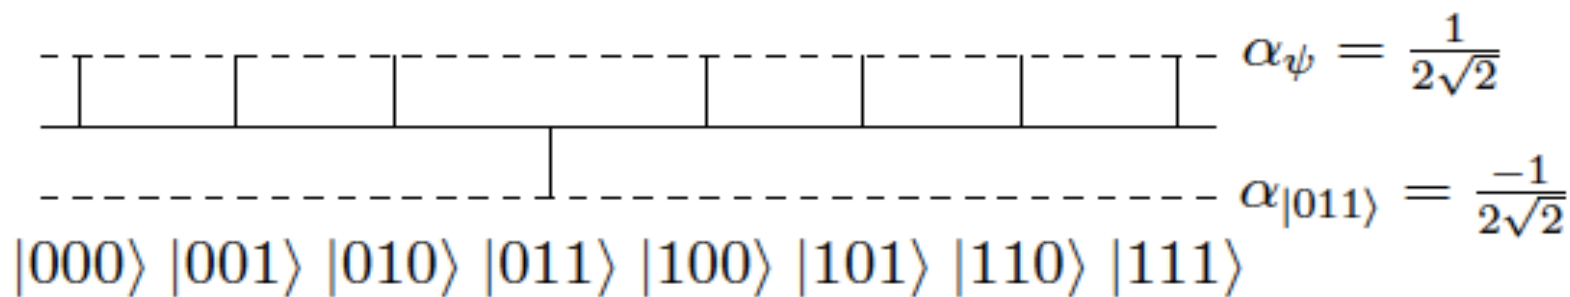 α_ψ = 1/(2√2)
α_|011⟩ = -1/(2√2)
|000⟩ |001⟩ |010⟩ |011⟩ |100⟩ |101⟩ |110⟩ |111⟩